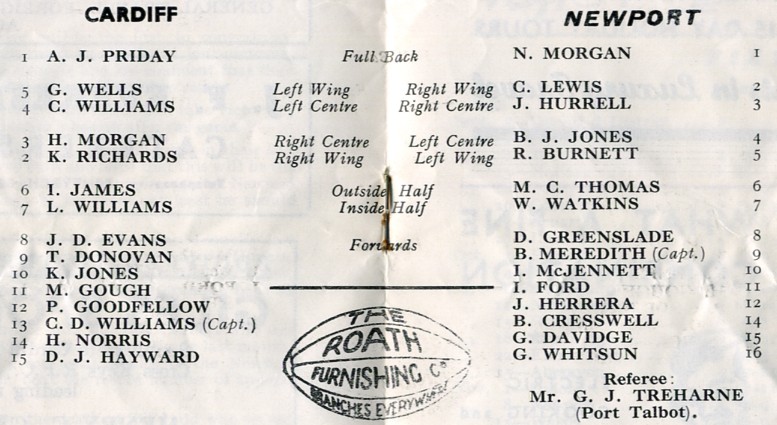 CARDIFF NEWPORT
1 A. J. PRIDAY Full Back N. MORGAN 1
5 G. WELLS Left Wing Right Wing C. LEWIS 2
4 C. WILLIAMS Left Centre Right Centre J. HURRELL 3
3 H. MORGAN Right Centre Left Centre B. J. JONES 4
2 K. RICHARDS Right Wing Left Wing R. BURNETT 5
6 I. JAMES Outside Half M. C. THOMAS 6
7 L. WILLIAMS Inside Half W. WATKINS 7
8 J. D. EVANS Forwards D. GREENSLADE 8
9 T. DONOVAN B. MEREDITH (Capt.) 9
10 K. JONES I. McJENNETT 10
11 M. GOUGH I. FORD 11
12 P. GOODFELLOW J. HERRERA 12
13 C. D. WILLIAMS (Capt.) B. CRESSWELL 14
14 H. NORRIS G. DAVIDGE 15
15 D. J. HAYWARD G. WHITSUN 16
THE
ROATH
FURNISHING Co
BRANCHES EVERYWHERE
Referee:
Mr. G. J. TREHARNE
(Port Talbot).